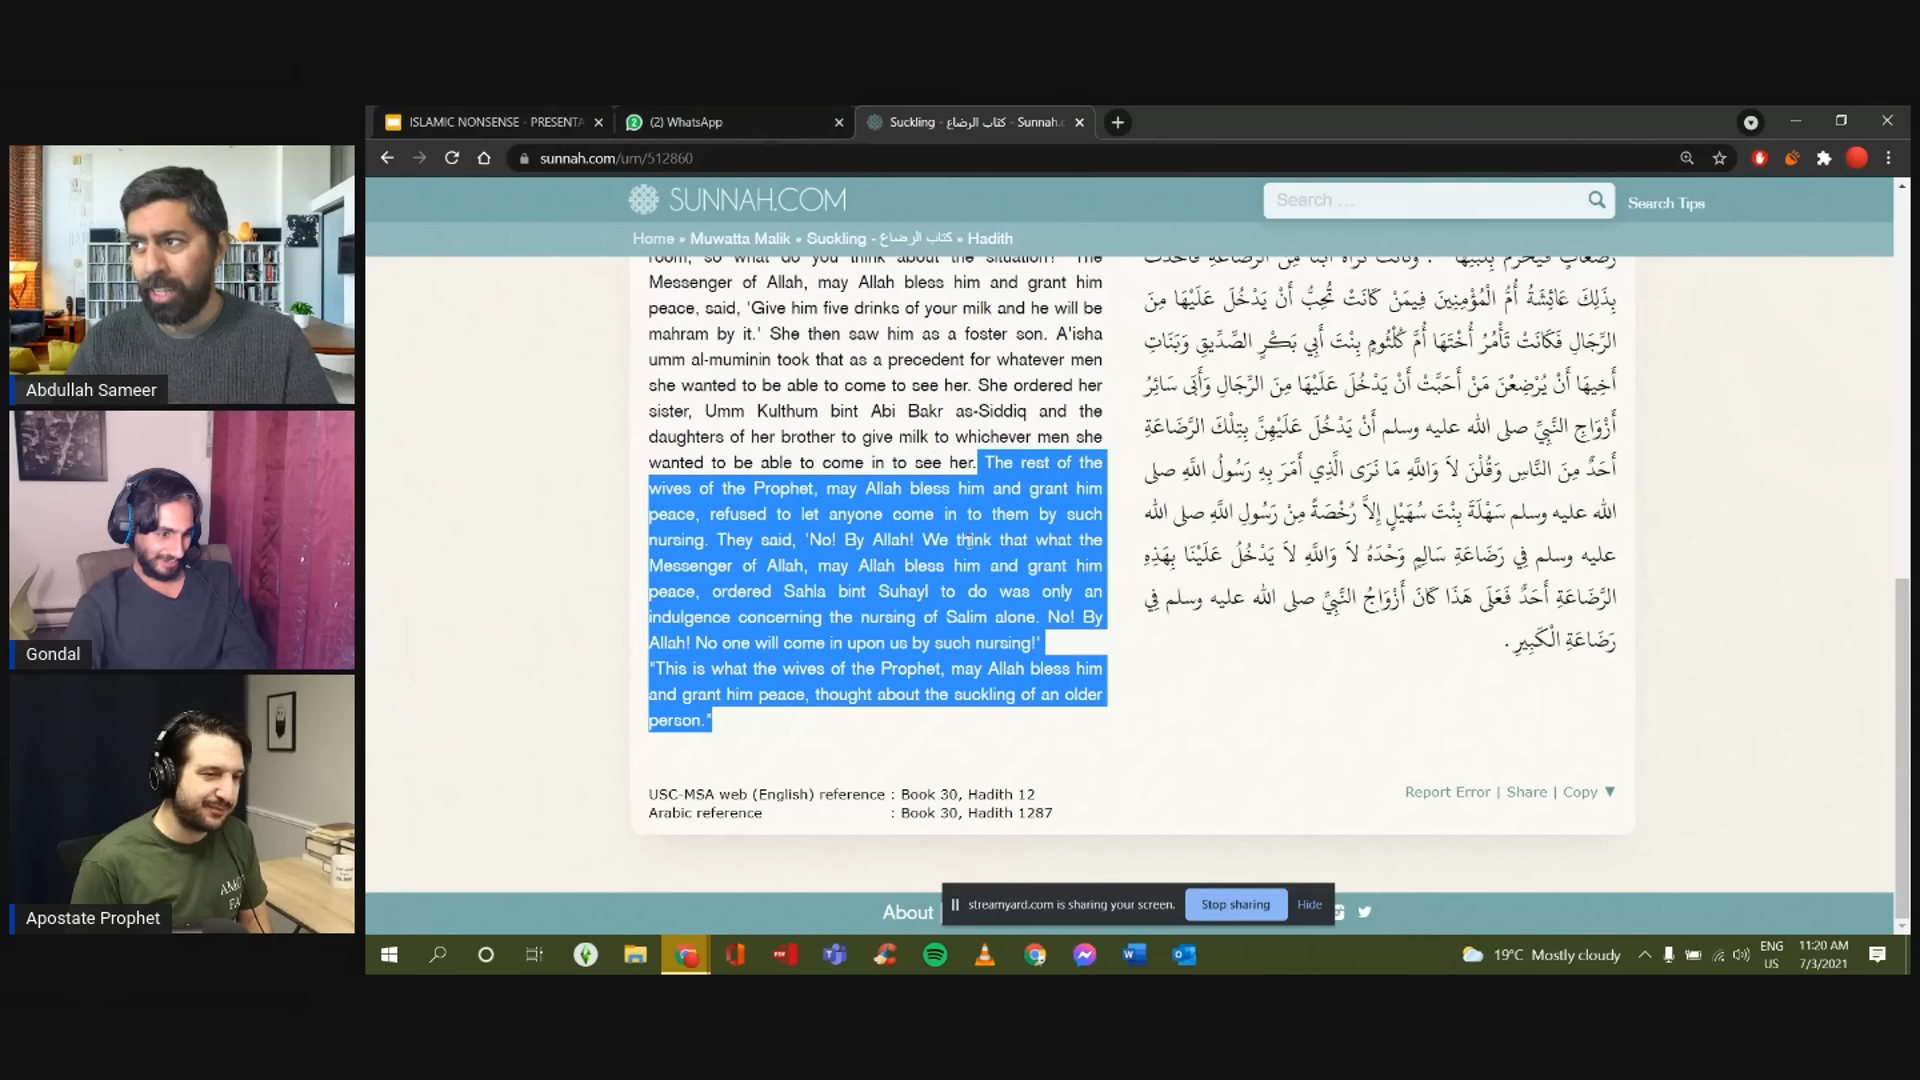 ISLAMIC NONSENSE - PRESENTA
(2) WhatsApp
Suckling - كتاب الرضاع - Sunnah.c
sunnah.com/urn/512860
SUNNAH.COM
Search ...
Search Tips
Home » Muwatta Malik » Suckling - كتاب الرضاع » Hadith
room, so what do you think about the situation?' The
Messenger of Allah, may Allah bless him and grant him
peace, said, 'Give him five drinks of your milk and he will be
mahram by it.' She then saw him as a foster son. A'isha
umm al-muminin took that as a precedent for whatever men
she wanted to be able to come to see her. She ordered her
sister, Umm Kulthum bint Abi Bakr as-Siddiq and the
daughters of her brother to give milk to whichever men she
wanted to be able to come in to see her. The rest of the
wives of the Prophet, may Allah bless him and grant him
peace, refused to let anyone come in to them by such
nursing. They said, 'No! By Allah! We think that what the
Messenger of Allah, may Allah bless him and grant him
peace, ordered Sahla bint Suhayl to do was only an
indulgence concerning the nursing of Salim alone. No! By
Allah! No one will come in upon us by such nursing!'
"This is what the wives of the Prophet, may Allah bless him
and grant him peace, thought about the suckling of an older
person."
رَضَعَاتٍ فَيَحْرُمُ بِلَبَنِهَا ‏"‏ ‏.‏ وَكَانَتْ تَرَاهُ ابْنًا مِنَ الرَّضَاعَةِ فَأَخَذَتْ
بِذَلِكَ عَائِشَةُ أُمُّ الْمُؤْمِنِينَ فِيمَنْ كَانَتْ تُحِبُّ أَنْ يَدْخُلَ عَلَيْهَا مِنَ
الرِّجَالِ فَكَانَتْ تَأْمُرُ أُخْتَهَا أُمَّ كُلْثُومٍ بِنْتَ أَبِي بَكْرٍ الصِّدِّيقِ وَبَنَاتِ
أَخِيهَا أَنْ يُرْضِعْنَ مَنْ أَحَبَّتْ أَنْ يَدْخُلَ عَلَيْهَا مِنَ الرِّجَالِ وَأَبَى سَائِرُ
أَزْوَاجِ النَّبِيِّ صلى الله عليه وسلم أَنْ يَدْخُلَ عَلَيْهِنَّ بِتِلْكَ الرَّضَاعَةِ
أَحَدٌ مِنَ النَّاسِ وَقُلْنَ لاَ وَاللَّهِ مَا نَرَى الَّذِي أَمَرَ بِهِ رَسُولُ اللَّهِ صلى
الله عليه وسلم سَهْلَةَ بِنْتَ سُهَيْلٍ إِلاَّ رُخْصَةً مِنْ رَسُولِ اللَّهِ صلى الله
عليه وسلم فِي رَضَاعَةِ سَالِمٍ وَحْدَهُ لاَ وَاللَّهِ لاَ يَدْخُلُ عَلَيْنَا بِهَذِهِ
الرَّضَاعَةِ أَحَدٌ فَعَلَى هَذَا كَانَ أَزْوَاجُ النَّبِيِّ صلى الله عليه وسلم فِي
رَضَاعَةِ الْكَبِيرِ .
USC-MSA web (English) reference : Book 30, Hadith 12
Arabic reference : Book 30, Hadith 1287
Report Error | Share | Copy ▼
About
streamyard.com is sharing your screen.
Stop sharing
Hide
19°C Mostly cloudy
ENG
US
11:20 AM
7/3/2021
Abdullah Sameer
Gondal
Apostate Prophet